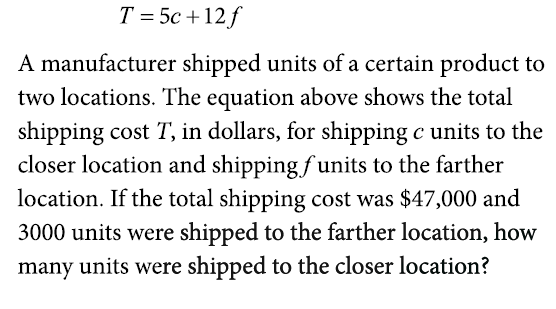 T = 5c + 12f
A manufacturer shipped units of a certain product to
two locations. The equation above shows the total
shipping cost T, in dollars, for shipping c units to the
closer location and shipping f units to the farther
location. If the total shipping cost was $47,000 and
3000 units were shipped to the farther location, how
many units were shipped to the closer location?